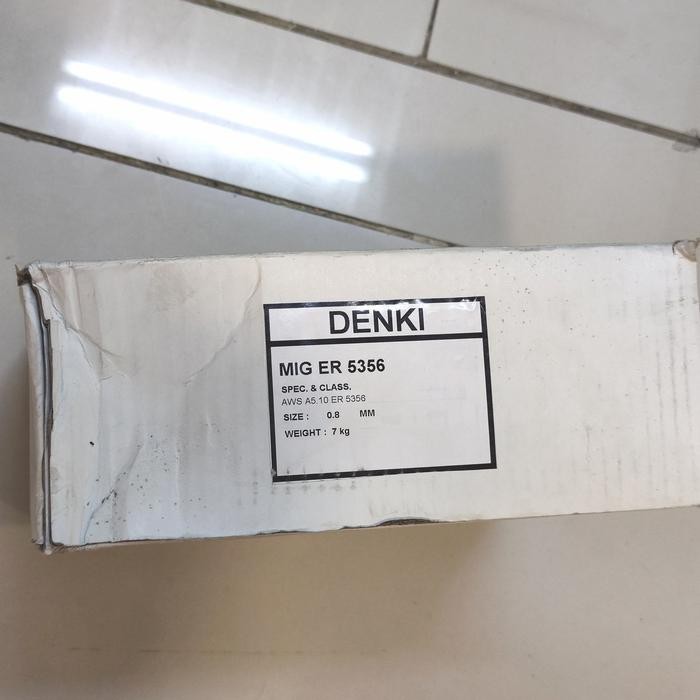 DENKI
MIG ER 5356
SPEC. & CLASS.
AWS A5.10 ER 5356
SIZE : 0.8 MM
WEIGHT : 7 kg